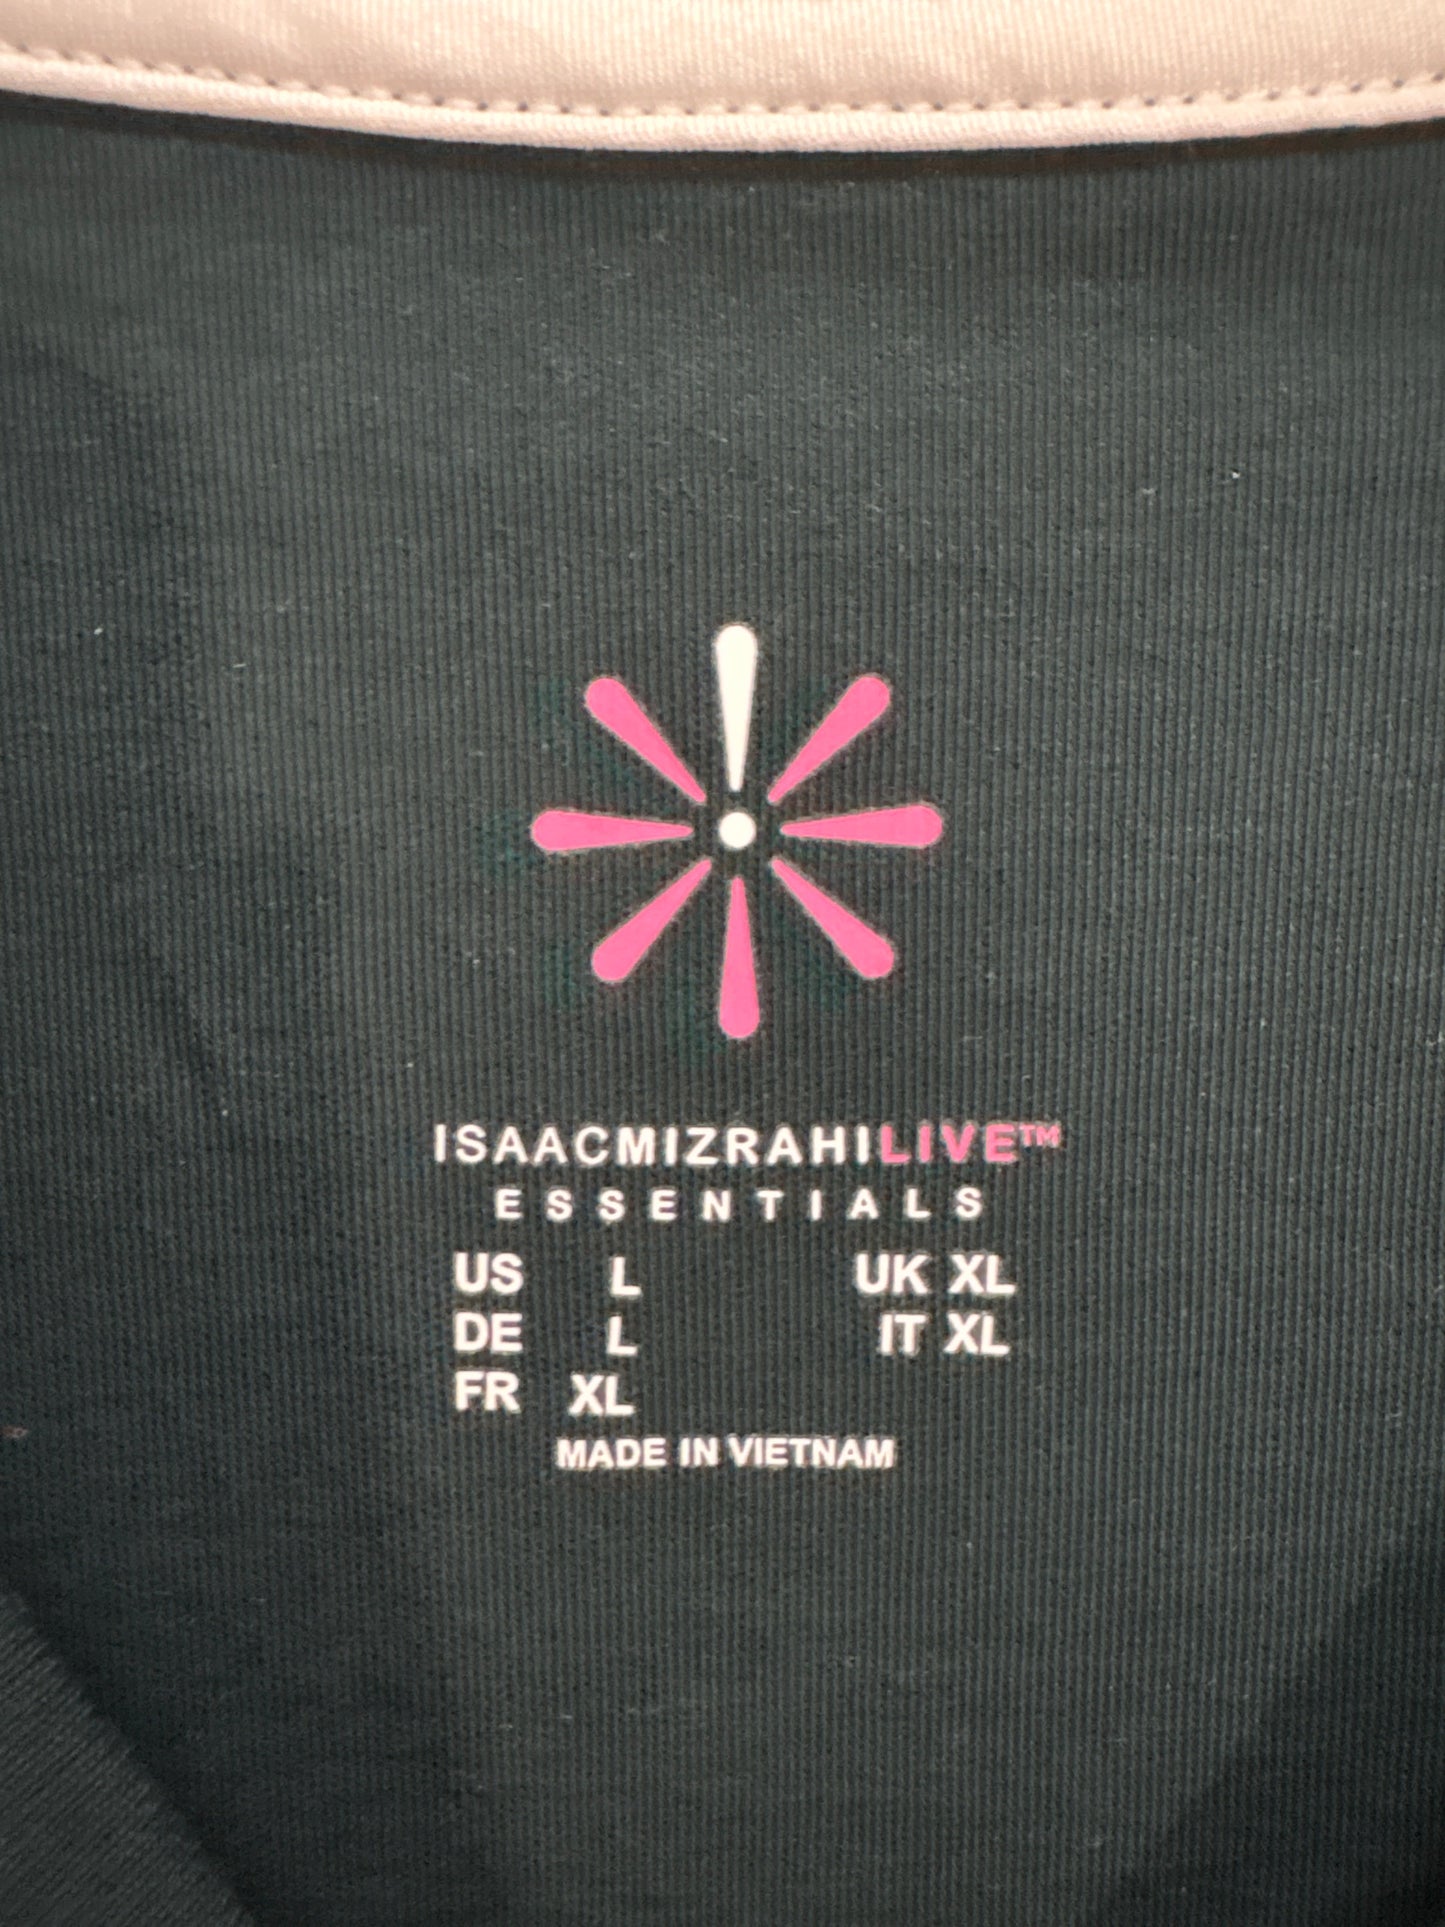 ISAACMIZRAHILIVE™
ESSENTIALS
US L UK XL
DE L IT XL
FR XL
MADE IN VIETNAM